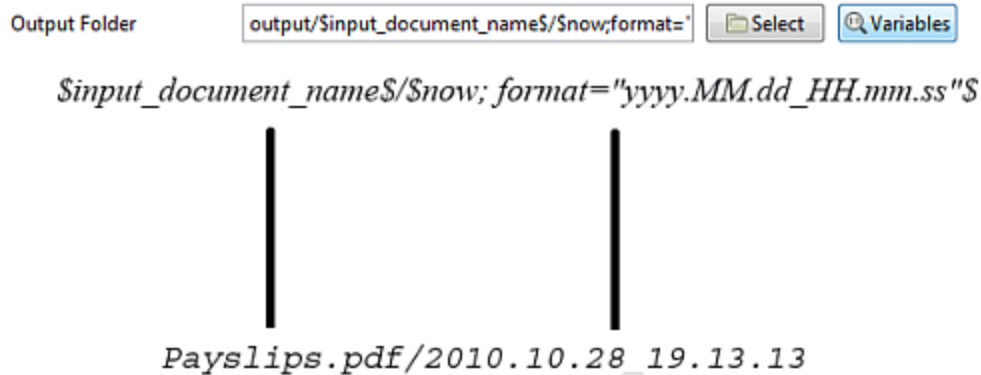 Output Folder output/$input_document_name$/$now;format=' Select Variables
$input_document_name$/$now; format="yyyy.MM.dd_HH.mm.ss"$
Payslips.pdf/2010.10.28_19.13.13